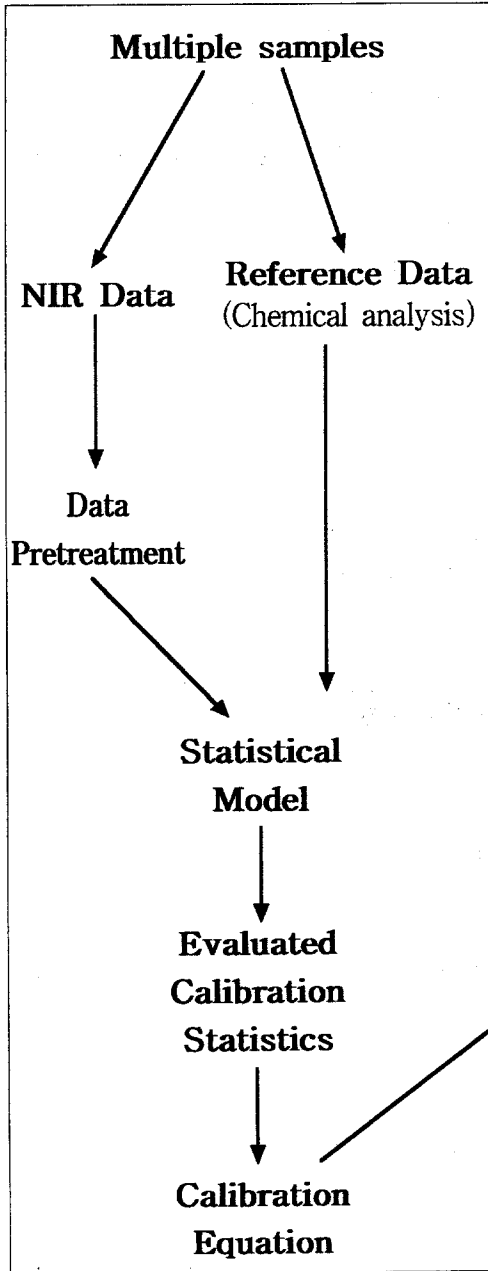 Multiple samples
NIR Data
Reference Data
(Chemical analysis)
Data
Pretreatment
Statistical
Model
Evaluated
Calibration
Statistics
Calibration
Equation